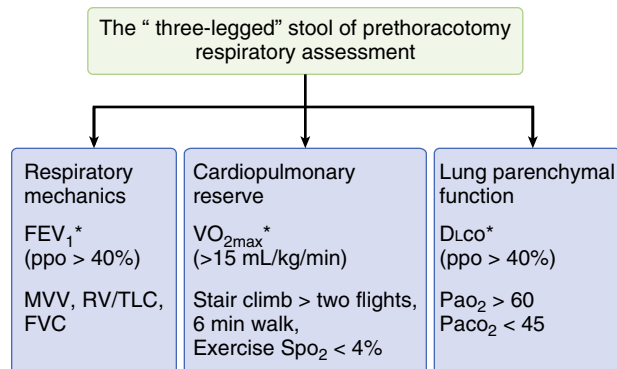 The “ three-legged” stool of prethoracotomy
respiratory assessment
Respiratory
mechanics
FEV₁*
(ppo > 40%)
MVV, RV/TLC,
FVC
Cardiopulmonary
reserve
VO₂ₘₐₓ*
(>15 mL/kg/min)
Stair climb > two flights,
6 min walk,
Exercise Spo₂ < 4%
Lung parenchymal
function
DLCO*
(ppo > 40%)
Pao₂ > 60
Paco₂ < 45